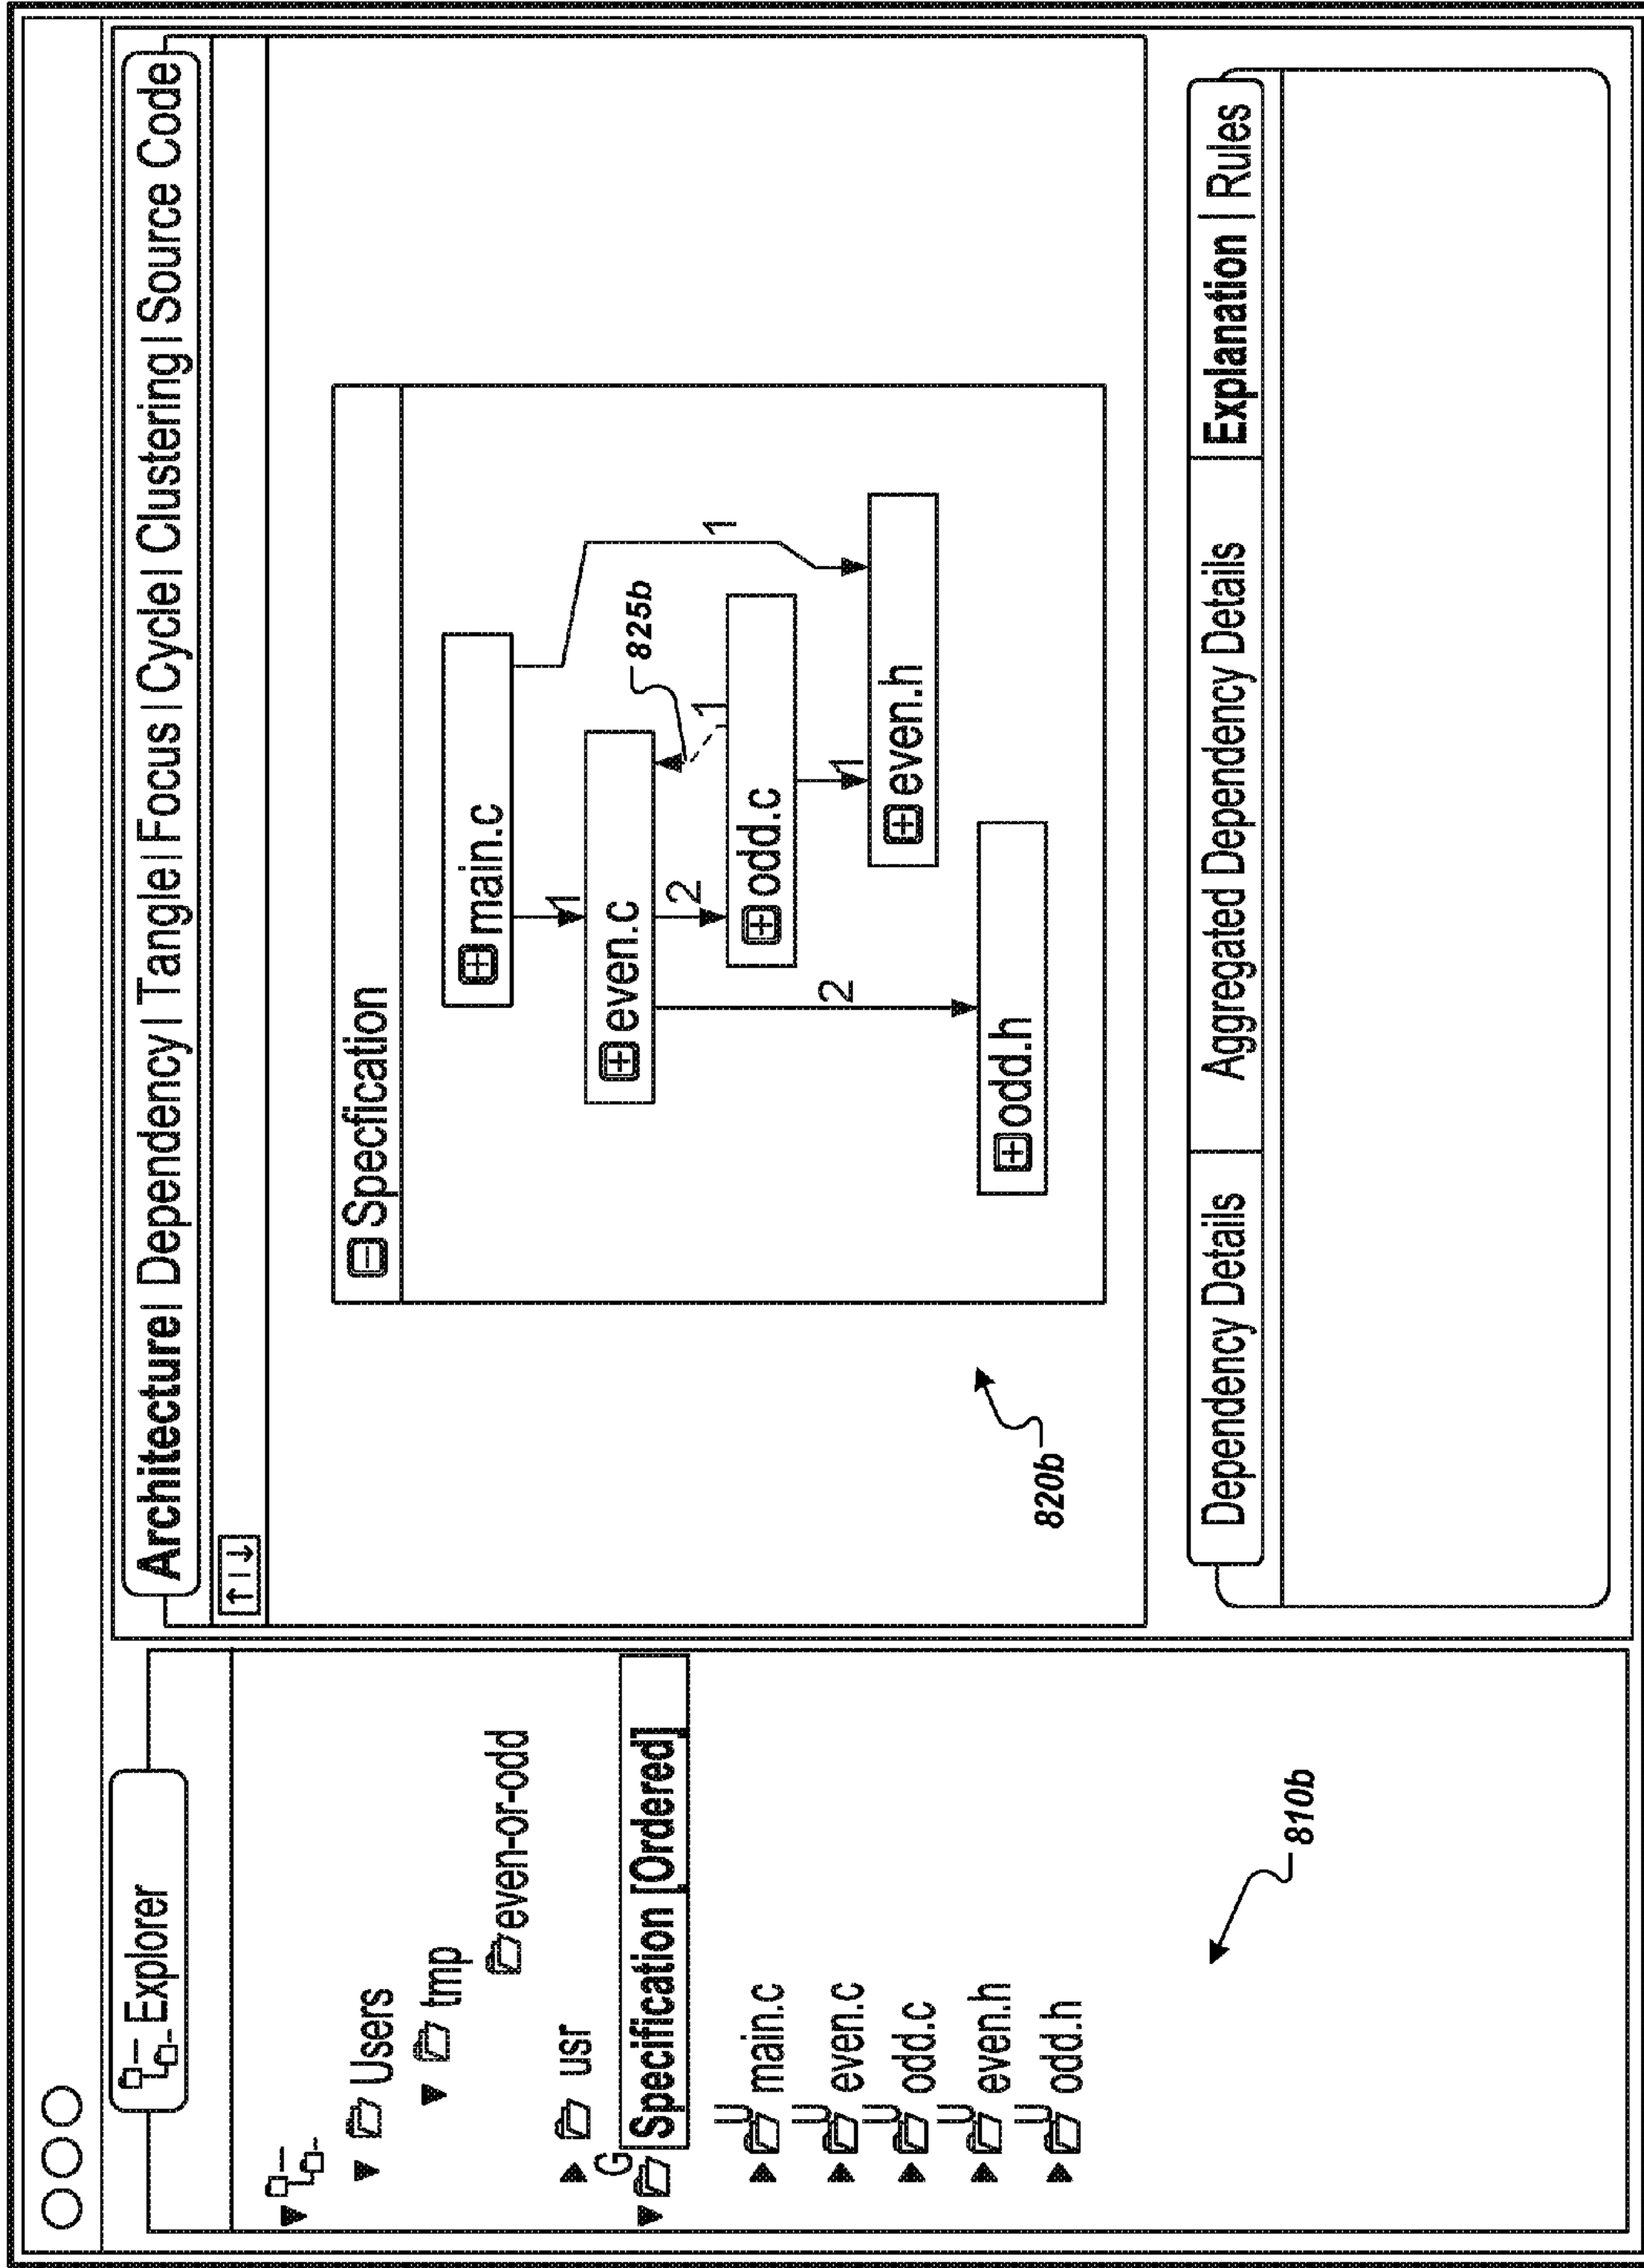 Explorer
Users
tmp
even-or-odd
usr
G
Specification [Ordered]
main.c
even.c
odd.c
even.h
odd.h
810b
Architecture | Dependency | Tangle | Focus | Cycle | Clustering | Source Code
↑|↓
Specfication
main.c
1
1
even.c
825b
2
1
odd.c
2
1
even.h
odd.h
820b
Dependency Details | Aggregated Dependency Details | Explanation | Rules